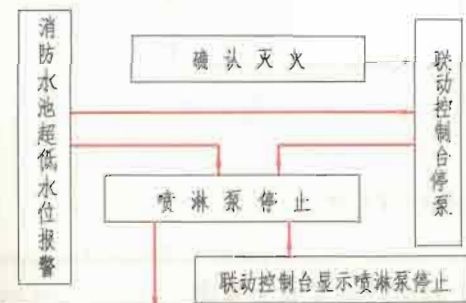 消防水池超低水位报警
确认灭火
联动控制台停泵
喷淋泵停止
联动控制台显示喷淋泵停止